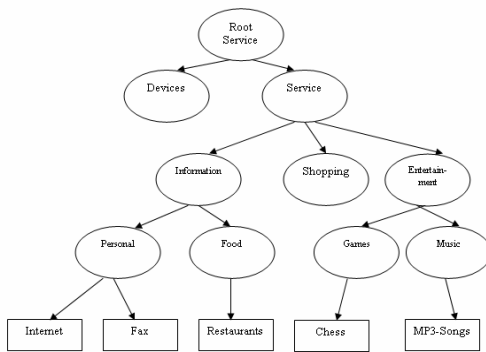 Root
Service
Devices
Service
Information
Shopping
Entertain-
ment
Personal
Food
Games
Music
Internet
Fax
Restaurants
Chess
MP3-Songs